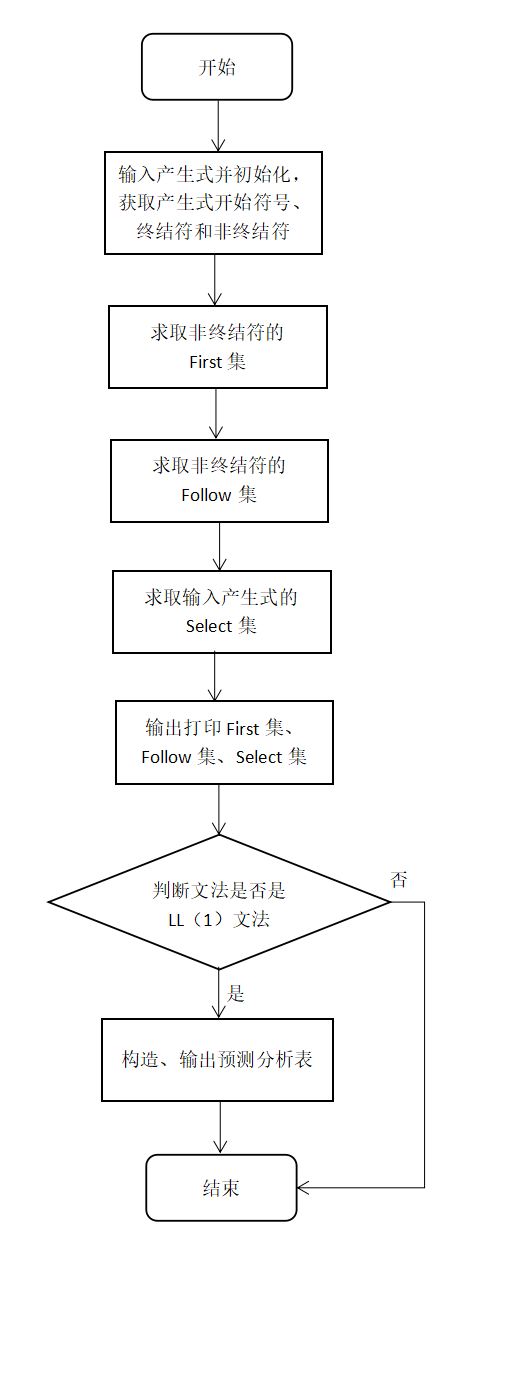 开始
输入产生式并初始化，
获取产生式开始符号、
终结符和非终结符
求取非终结符的
First 集
求取非终结符的
Follow 集
求取输入产生式的
Select 集
输出打印 First 集、
Follow 集、Select 集
否
判断文法是否是
LL（1）文法
是
构造、输出预测分析表
结束